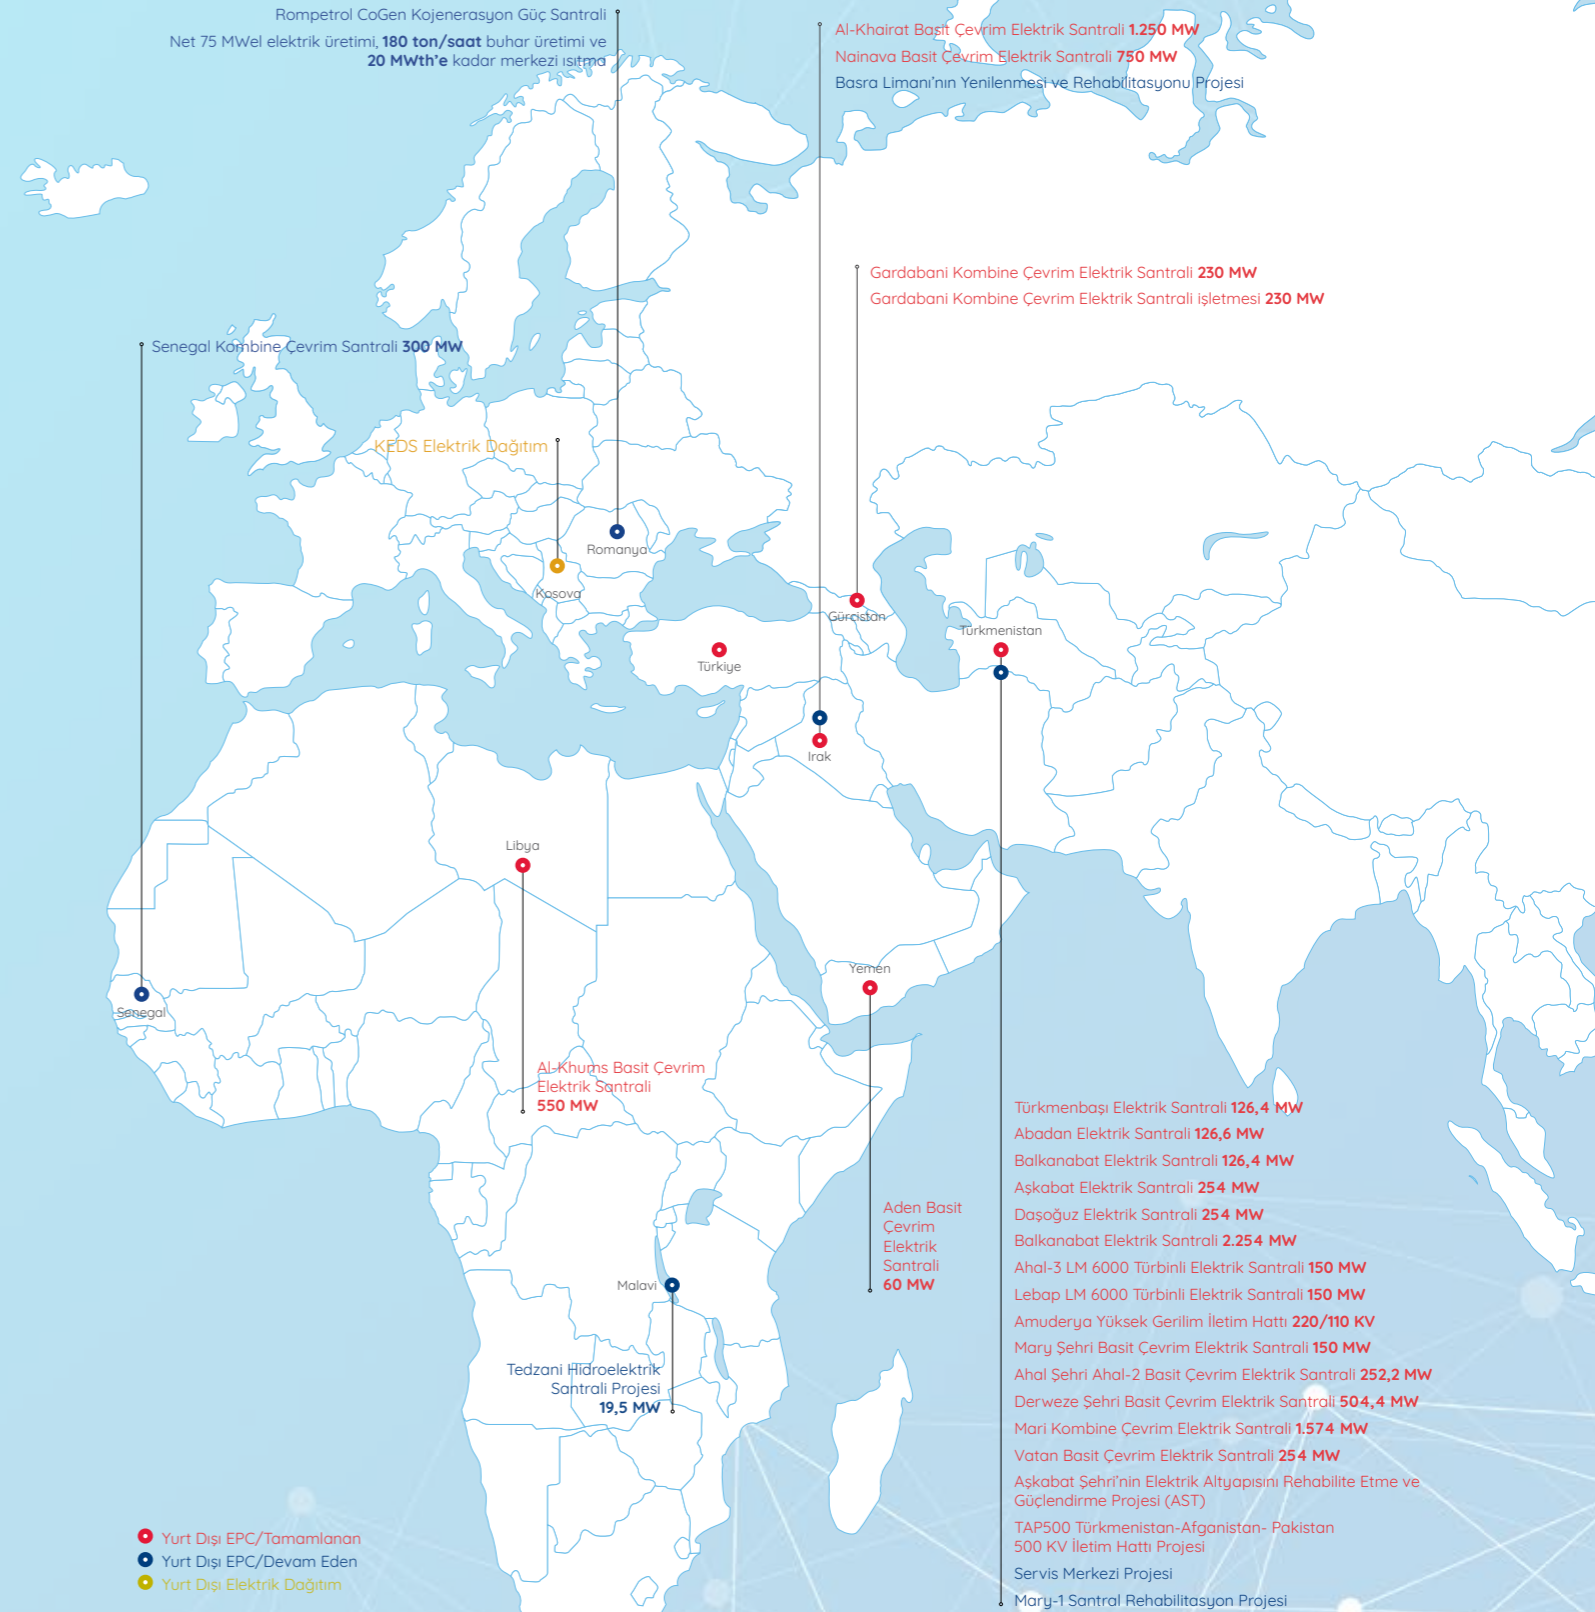 Rompetrol CoGen Kojenerasyon Güç Santrali
Net 75 MWel elektrik üretimi, 180 ton/saat buhar üretimi ve
20 MWth’e kadar merkezi ısıtma
Al-Khairat Basit Çevrim Elektrik Santrali 1.250 MW
Nainava Basit Çevrim Elektrik Santrali 750 MW
Basra Limanı’nın Yenilenmesi ve Rehabilitasyonu Projesi
Gardabani Kombine Çevrim Elektrik Santrali 230 MW
Gardabani Kombine Çevrim Elektrik Santrali işletmesi 230 MW
Senegal Kombine Çevrim Santrali 300 MW
KEDS Elektrik Dağıtım
Romanya
Kosova
Gürcistan
Türkmenistan
Türkiye
Irak
Libya
Yemen
Senegal
Al-Khums Basit Çevrim
Elektrik Santrali
550 MW
Aden Basit
Çevrim
Elektrik
Santrali
60 MW
Malavi
Tedzani Hidroelektrik
Santrali Projesi
19,5 MW
Türkmenbaşı Elektrik Santrali 126,4 MW
Abadan Elektrik Santrali 126,6 MW
Balkanabat Elektrik Santrali 126,4 MW
Aşkabat Elektrik Santrali 254 MW
Daşoğuz Elektrik Santrali 254 MW
Balkanabat Elektrik Santrali 2.254 MW
Ahal-3 LM 6000 Türbinli Elektrik Santrali 150 MW
Lebap LM 6000 Türbinli Elektrik Santrali 150 MW
Amuderya Yüksek Gerilim İletim Hattı 220/110 KV
Mary Şehri Basit Çevrim Elektrik Santrali 150 MW
Ahal Şehri Ahal-2 Basit Çevrim Elektrik Santrali 252,2 MW
Derweze Şehri Basit Çevrim Elektrik Santrali 504,4 MW
Mari Kombine Çevrim Elektrik Santrali 1.574 MW
Vatan Basit Çevrim Elektrik Santrali 254 MW
Aşkabat Şehri’nin Elektrik Altyapısını Rehabilite Etme ve
Güçlendirme Projesi (AST)
TAP500 Türkmenistan-Afganistan- Pakistan
500 KV İletim Hattı Projesi
Servis Merkezi Projesi
Mary-1 Santral Rehabilitasyon Projesi
Yurt Dışı EPC/Tamamlanan
Yurt Dışı EPC/Devam Eden
Yurt Dışı Elektrik Dağıtım